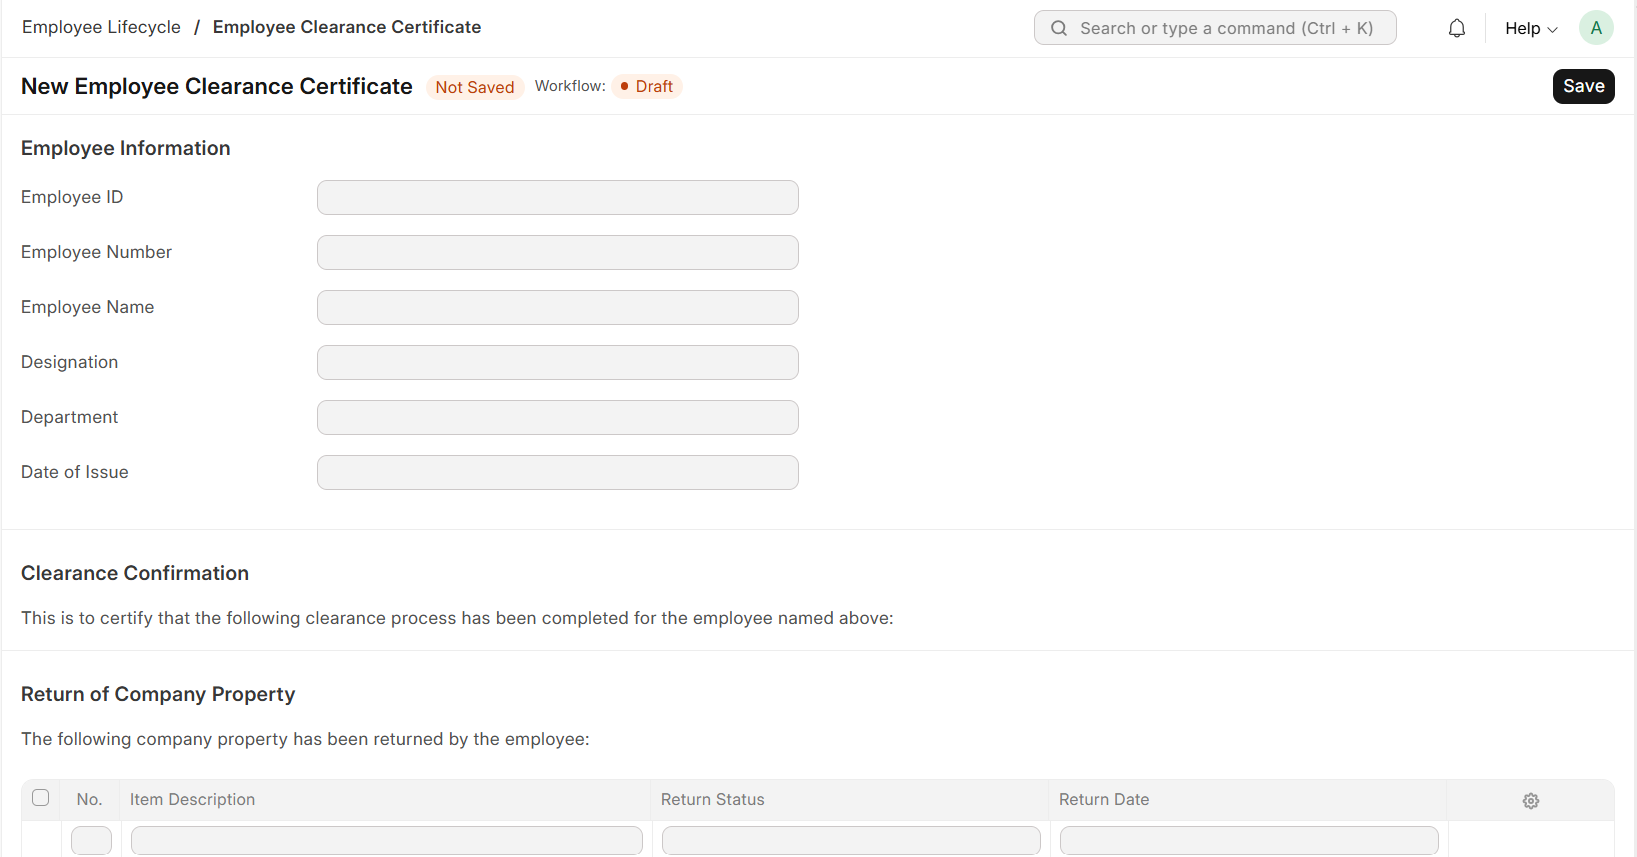 Employee Lifecycle / Employee Clearance Certificate
Search or type a command (Ctrl + K)
Help
A
New Employee Clearance Certificate
Not Saved
Workflow:
Draft
Save
Employee Information
Employee ID
Employee Number
Employee Name
Designation
Department
Date of Issue
Clearance Confirmation
This is to certify that the following clearance process has been completed for the employee named above:
Return of Company Property
The following company property has been returned by the employee:
No. Item Description Return Status Return Date